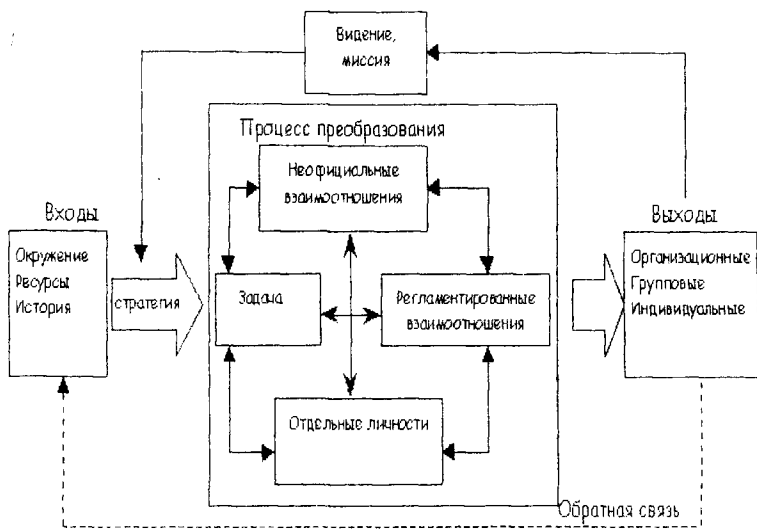 Видение,
миссия
Процесс преобразования
Неофициальные
взаимоотношения
Входы
Окружение
Ресурсы
История
стратегия
Задача
Регламентированные
взаимоотношения
Отдельные личности
Выходы
Организационные
Групповые
Индивидуальные
Обратная связь